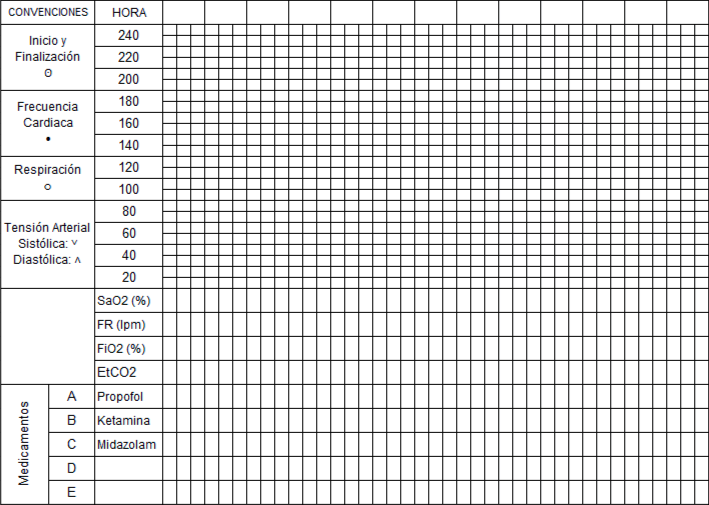 CONVENCIONES
HORA
Inicio y
Finalización
ʘ
240
220
200
Frecuencia
Cardiaca
•
180
160
140
Respiración
○
120
100
Tensión Arterial
Sistólica: ˅
Diastólica: ˄
80
60
40
20
SaO2 (%)
FR (lpm)
FiO2 (%)
EtCO2
Medicamentos
A Propofol
B Ketamina
C Midazolam
D
E